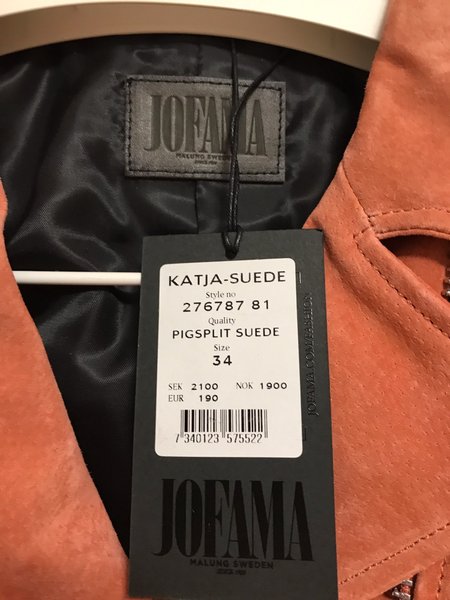 JOFAMA
MALUNG SWEDEN
KATJA-SUEDE
Style no
276787 81
Quality
PIGSPLIT SUEDE
Size
34
SEK 2100 NOK 1900
EUR 190
7 340123 575522
JOFAMA
MALUNG SWEDEN